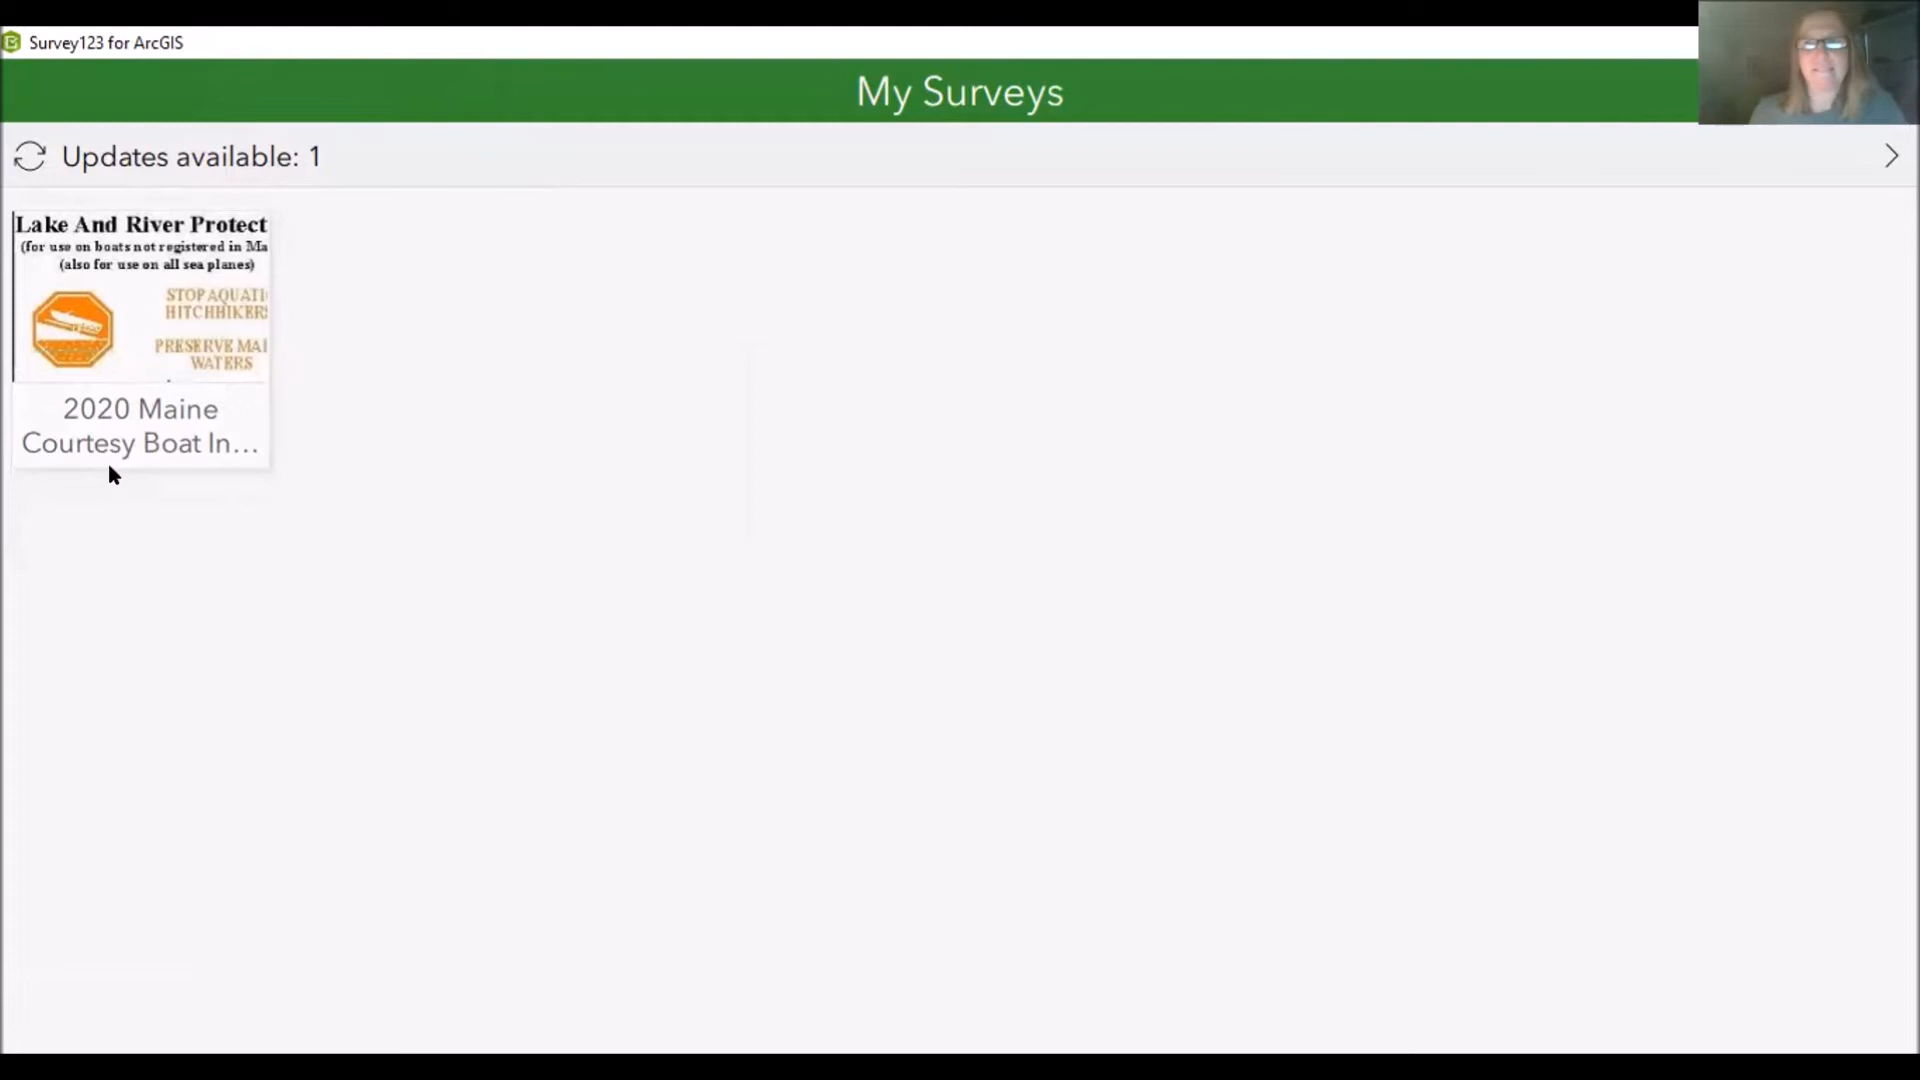 Survey123 for ArcGIS
My Surveys
Updates available: 1
Lake And River Protect
(for use on boats not registered in Ma
(also for use on all sea planes)
STOP AQUATI
HITCHHIKERS
PRESERVE MAI
WATERS
2020 Maine
Courtesy Boat In...